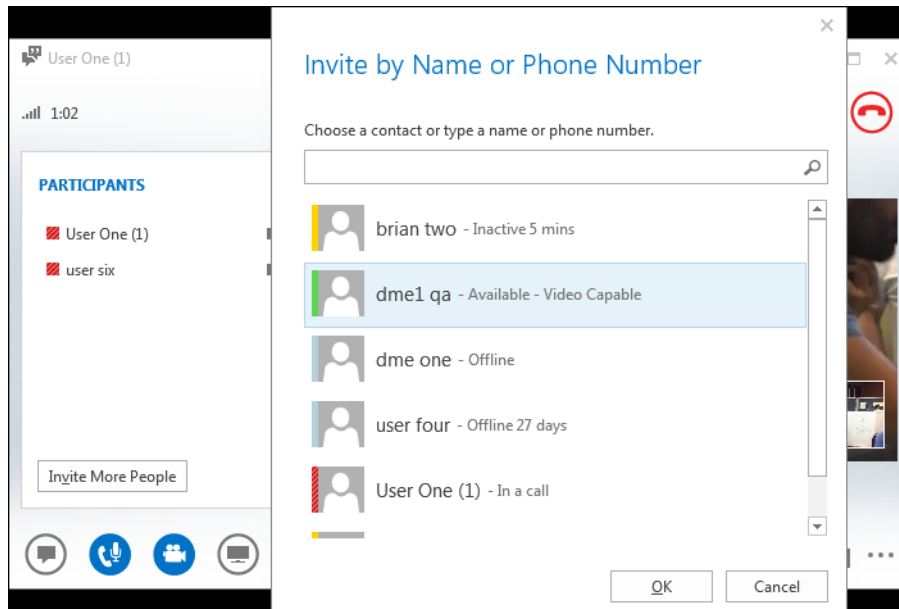 User One (1)
1:02
PARTICIPANTS
User One (1)
user six
Invite More People
Invite by Name or Phone Number
Choose a contact or type a name or phone number.
brian two - Inactive 5 mins
dme1 qa - Available - Video Capable
dme one - Offline
user four - Offline 27 days
User One (1) - In a call
OK
Cancel